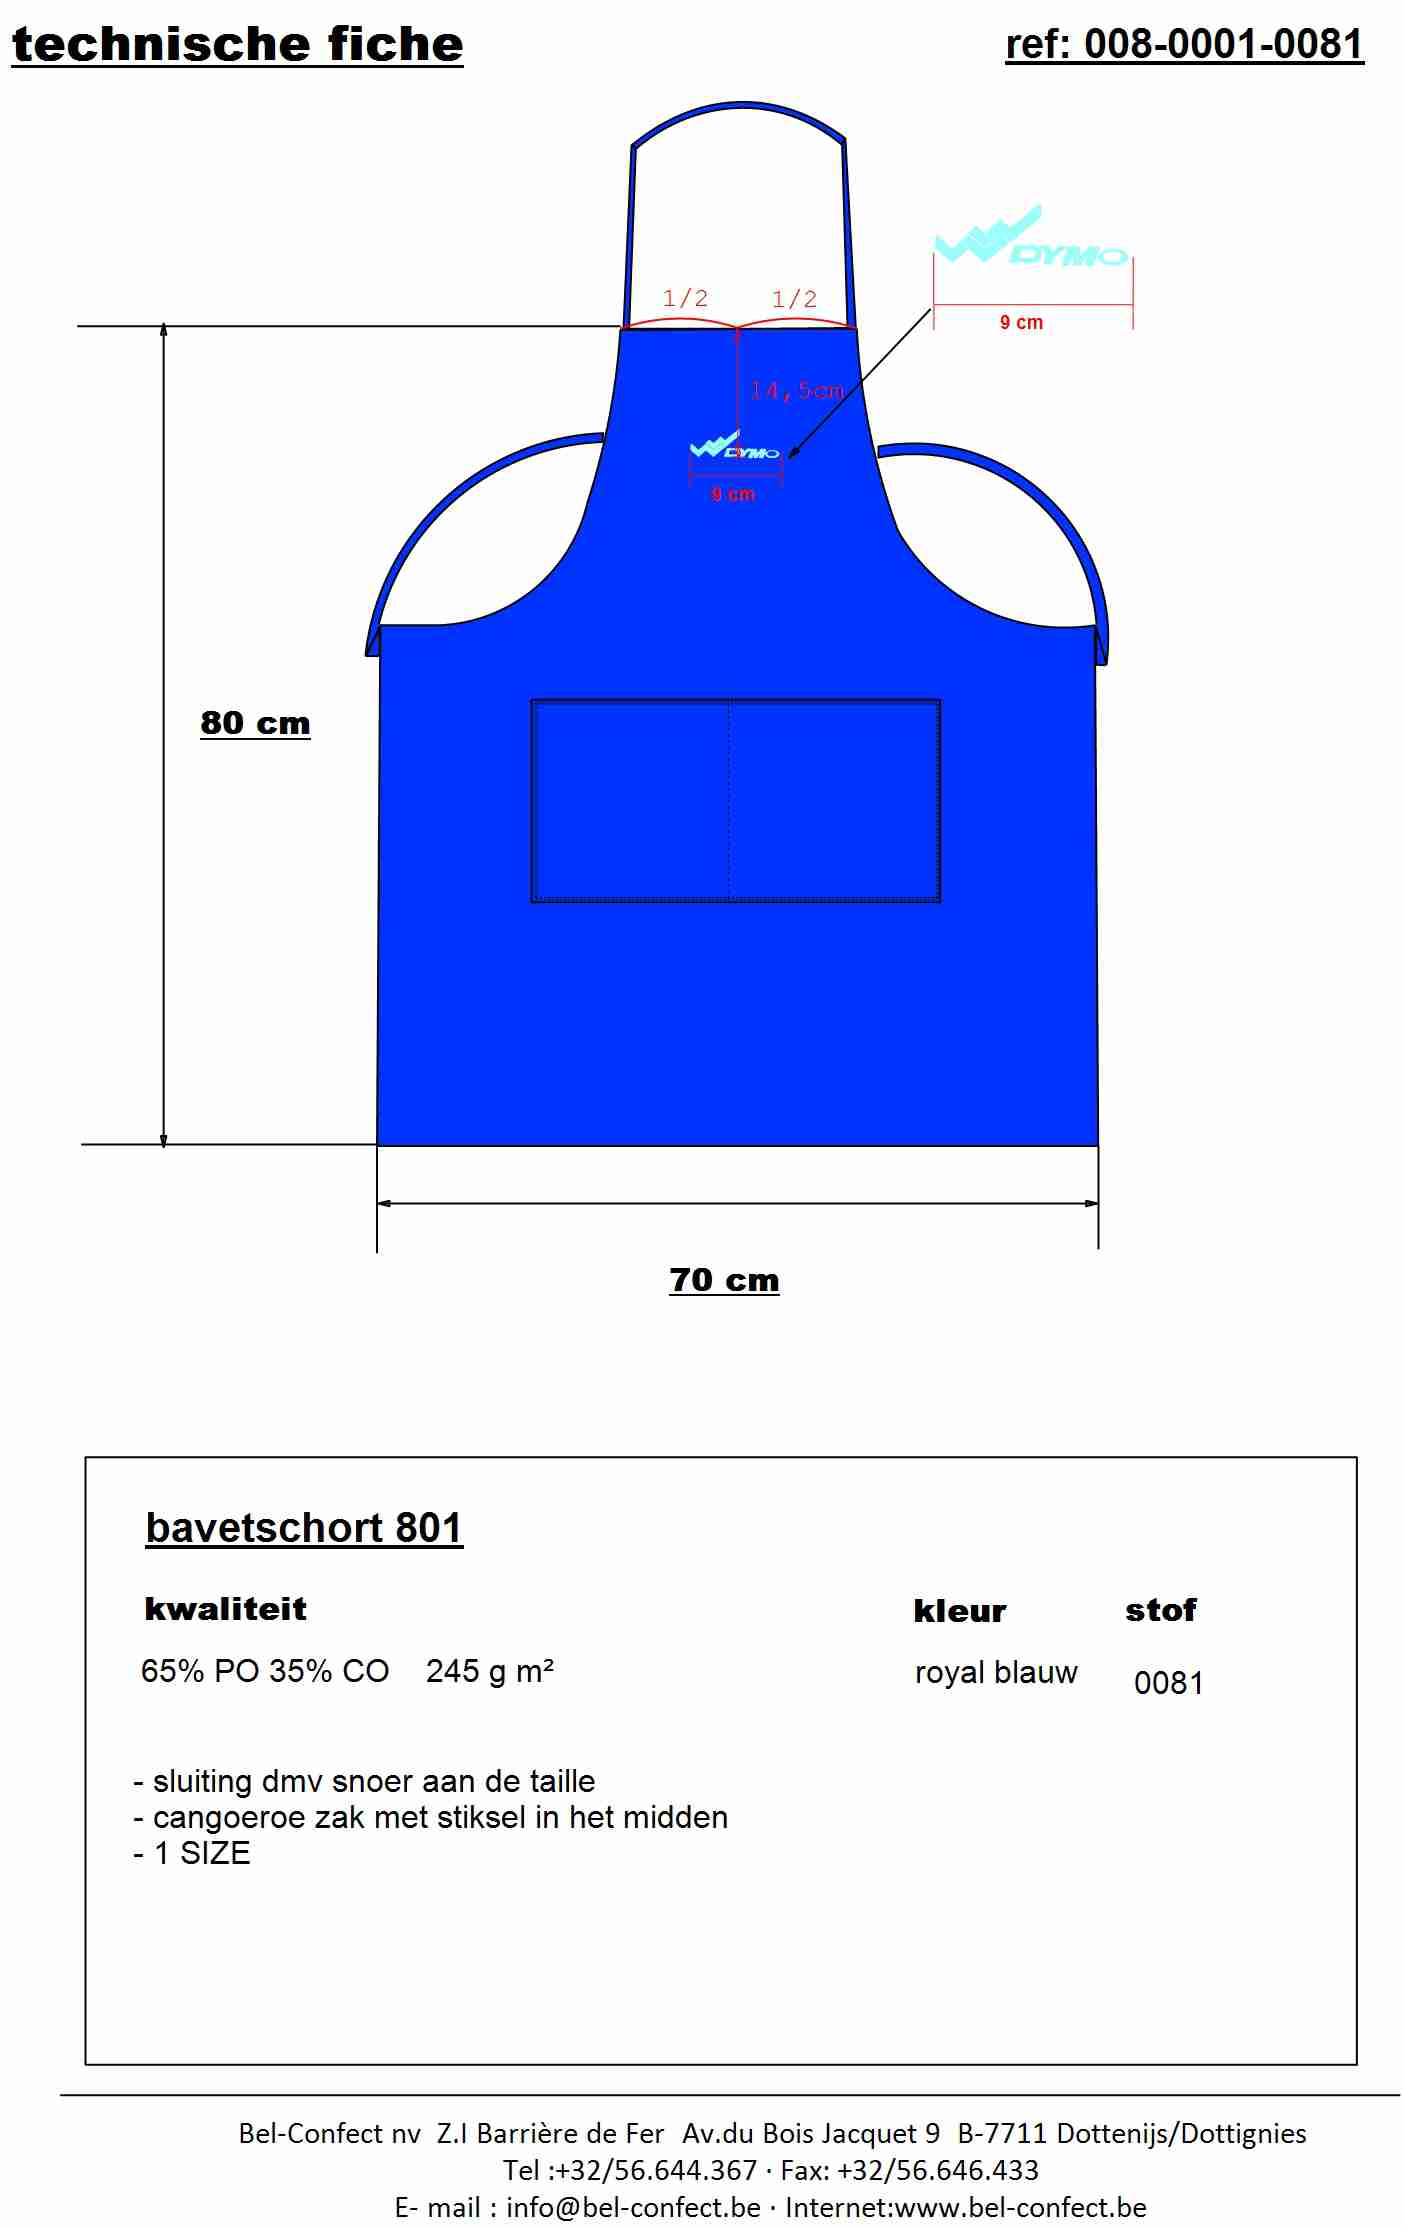 technische fiche
ref: 008-0001-0081
DYMO
9 cm
1/2 1/2
14,5cm
DYMO
9 cm
80 cm
70 cm
bavetschort 801
kwaliteit kleur stof
65% PO 35% CO 245 g m² royal blauw 0081
- sluiting dmv snoer aan de taille
- cangoeroe zak met stiksel in het midden
- 1 SIZE
Bel-Confect nv Z.I Barrière de Fer Av.du Bois Jacquet 9 B-7711 Dottenijs/Dottignies
Tel :+32/56.644.367 · Fax: +32/56.646.433
E- mail : info@bel-confect.be · Internet:www.bel-confect.be